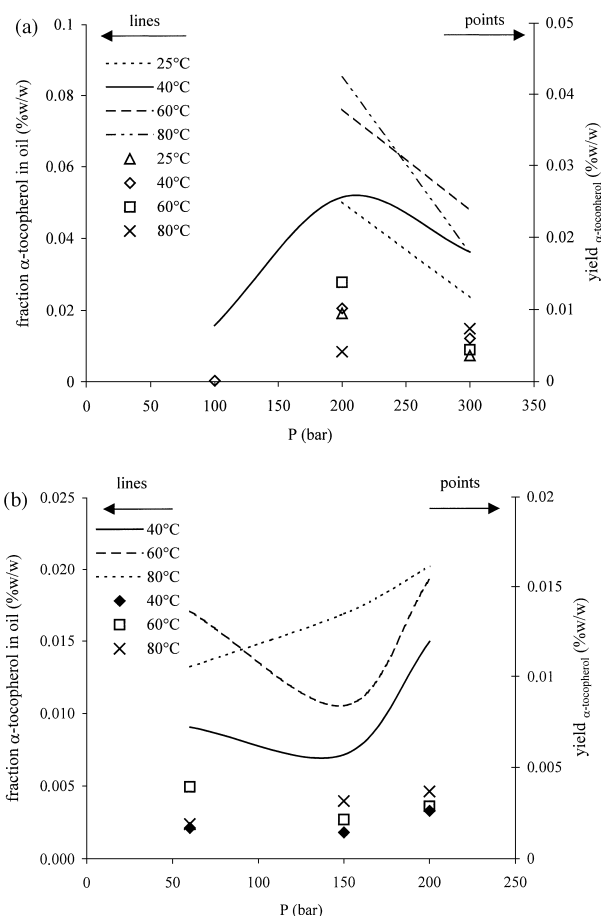 (a)
lines
points
0.1
0.08
0.06
0.04
0.02
0
0.05
0.04
0.03
0.02
0.01
0
25°C
40°C
60°C
80°C
25°C
40°C
60°C
80°C
fraction α-tocopherol in oil (%w/w)
yield α-tocopherol (%w/w)
0 50 100 150 200 250 300 350
P (bar)
(b)
lines
points
0.025
0.020
0.015
0.010
0.005
0.000
0.02
0.015
0.01
0.005
0
40°C
60°C
80°C
40°C
60°C
80°C
fraction α-tocopherol in oil (%w/w)
yield α-tocopherol (%w/w)
0 50 100 150 200 250
P (bar)